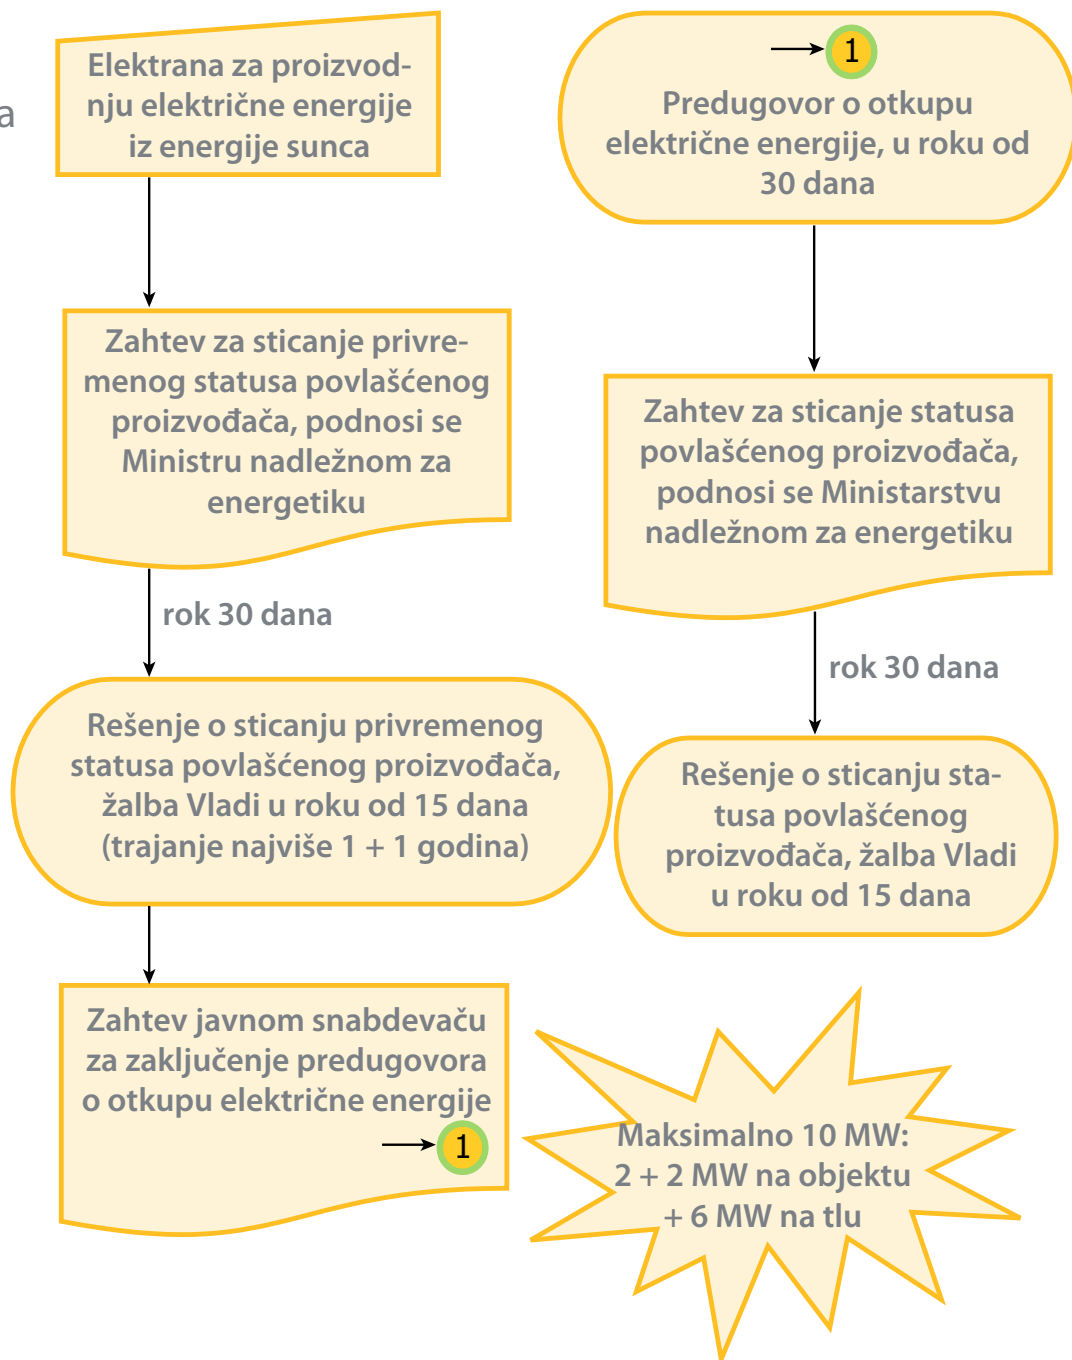 a
Elektrana za proizvod-
nju električne energije
iz energije sunca
Zahtev za sticanje privre-
menog statusa povlašćenog
proizvođača, podnosi se
Ministru nadležnom za
energetiku
rok 30 dana
Rešenje o sticanju privremenog
statusa povlašćenog proizvođača,
žalba Vladi u roku od 15 dana
(trajanje najviše 1 + 1 godina)
Zahtev javnom snabdevaču
za zaključenje predugovora
o otkupu električne energije
1
1
Predugovor o otkupu
električne energije, u roku od
30 dana
Zahtev za sticanje statusa
povlašćenog proizvođača,
podnosi se Ministarstvu
nadležnom za energetiku
rok 30 dana
Rešenje o sticanju sta-
tusa povlašćenog
proizvođača, žalba Vladi
u roku od 15 dana
Maksimalno 10 MW:
2 + 2 MW na objektu
+ 6 MW na tlu